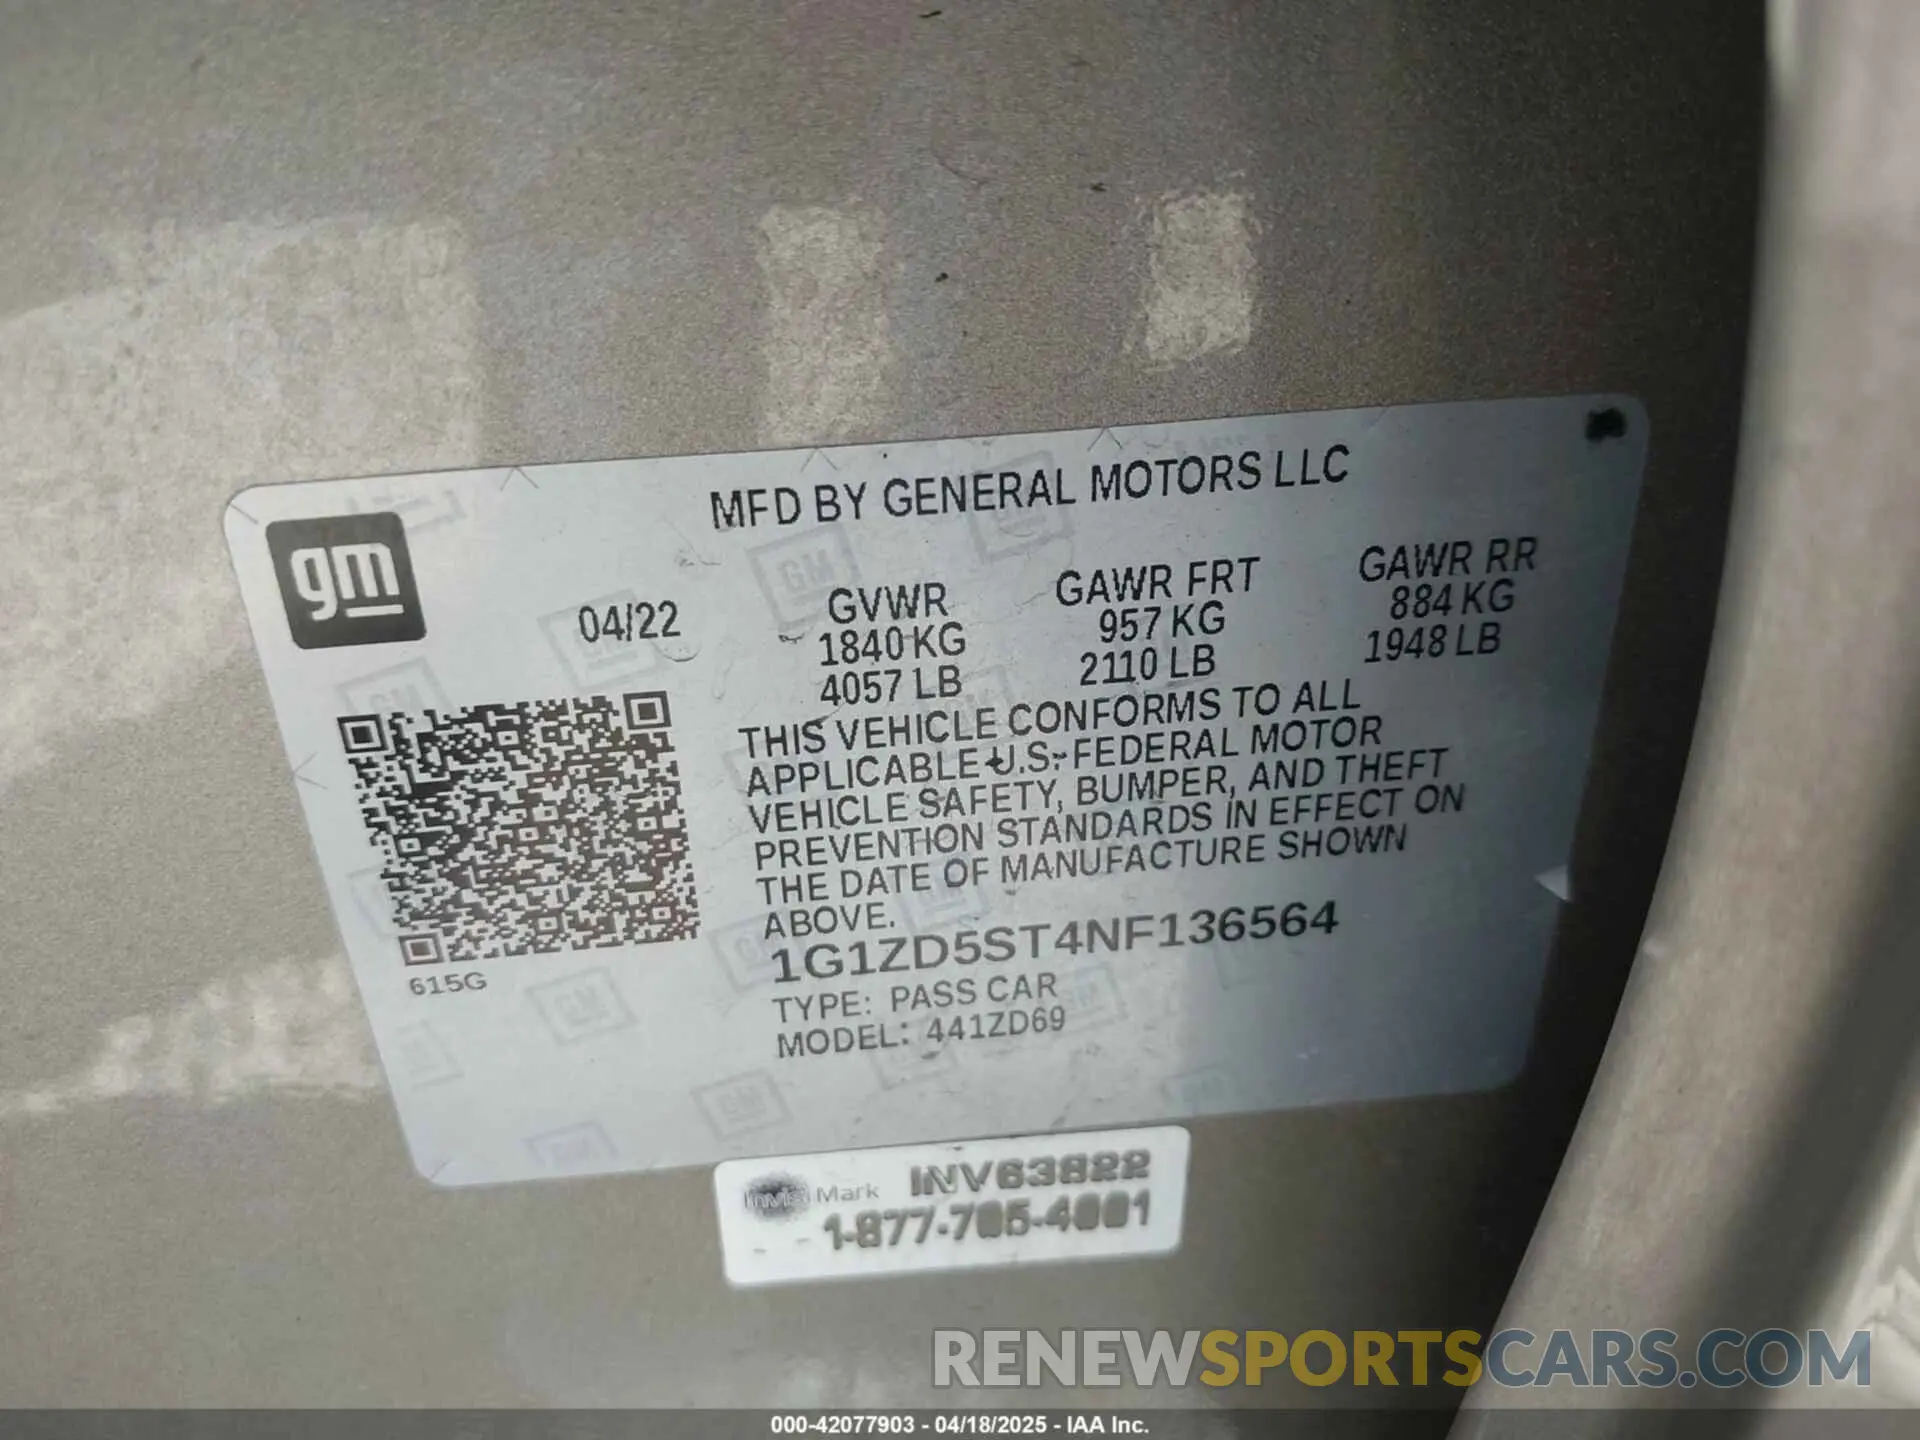 MFD BY GENERAL MOTORS LLC
gm
04/22
GVWR
1840 KG
4057 LB
GAWR FRT
957 KG
2110 LB
GAWR RR
884 KG
1948 LB
THIS VEHICLE CONFORMS TO ALL
APPLICABLE U.S. FEDERAL MOTOR
VEHICLE SAFETY, BUMPER, AND THEFT
PREVENTION STANDARDS IN EFFECT ON
THE DATE OF MANUFACTURE SHOWN
ABOVE.
1G1ZD5ST4NF136564
TYPE: PASS CAR
MODEL: 441ZD69
615G
InvisiMark INV63822
1-877-705-4001
RENEWSPORTSCARS.COM
000-42077903 - 04/18/2025 - IAA Inc.